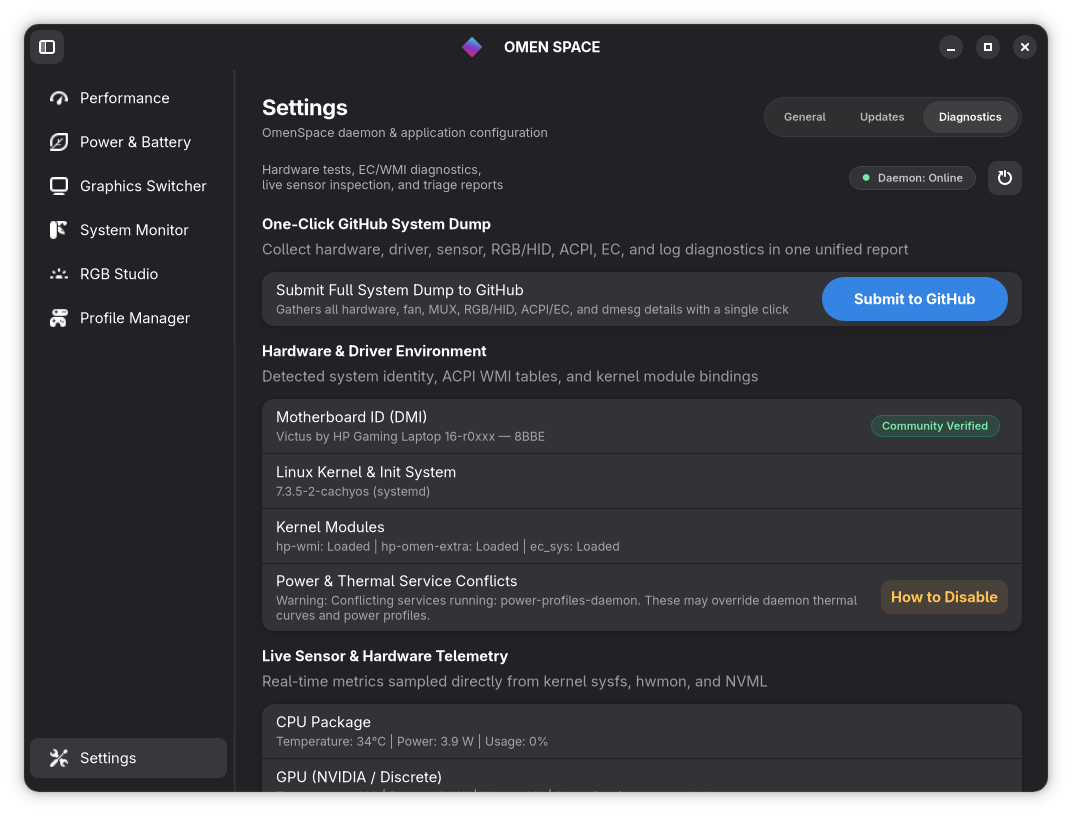 OMEN SPACE
Performance
Power & Battery
Graphics Switcher
System Monitor
RGB Studio
Profile Manager
Settings
Settings
OmenSpace daemon & application configuration
General
Updates
Diagnostics
Hardware tests, EC/WMI diagnostics,
live sensor inspection, and triage reports
Daemon: Online
One-Click GitHub System Dump
Collect hardware, driver, sensor, RGB/HID, ACPI, EC, and log diagnostics in one unified report
Submit Full System Dump to GitHub
Gathers all hardware, fan, MUX, RGB/HID, ACPI/EC, and dmesg details with a single click
Submit to GitHub
Hardware & Driver Environment
Detected system identity, ACPI WMI tables, and kernel module bindings
Motherboard ID (DMI)
Victus by HP Gaming Laptop 16-r0xxx — 8BBE
Community Verified
Linux Kernel & Init System
7.3.5-2-cachyos (systemd)
Kernel Modules
hp-wmi: Loaded | hp-omen-extra: Loaded | ec_sys: Loaded
Power & Thermal Service Conflicts
Warning: Conflicting services running: power-profiles-daemon. These may override daemon thermal
curves and power profiles.
How to Disable
Live Sensor & Hardware Telemetry
Real-time metrics sampled directly from kernel sysfs, hwmon, and NVML
CPU Package
Temperature: 34°C | Power: 3.9 W | Usage: 0%
GPU (NVIDIA / Discrete)